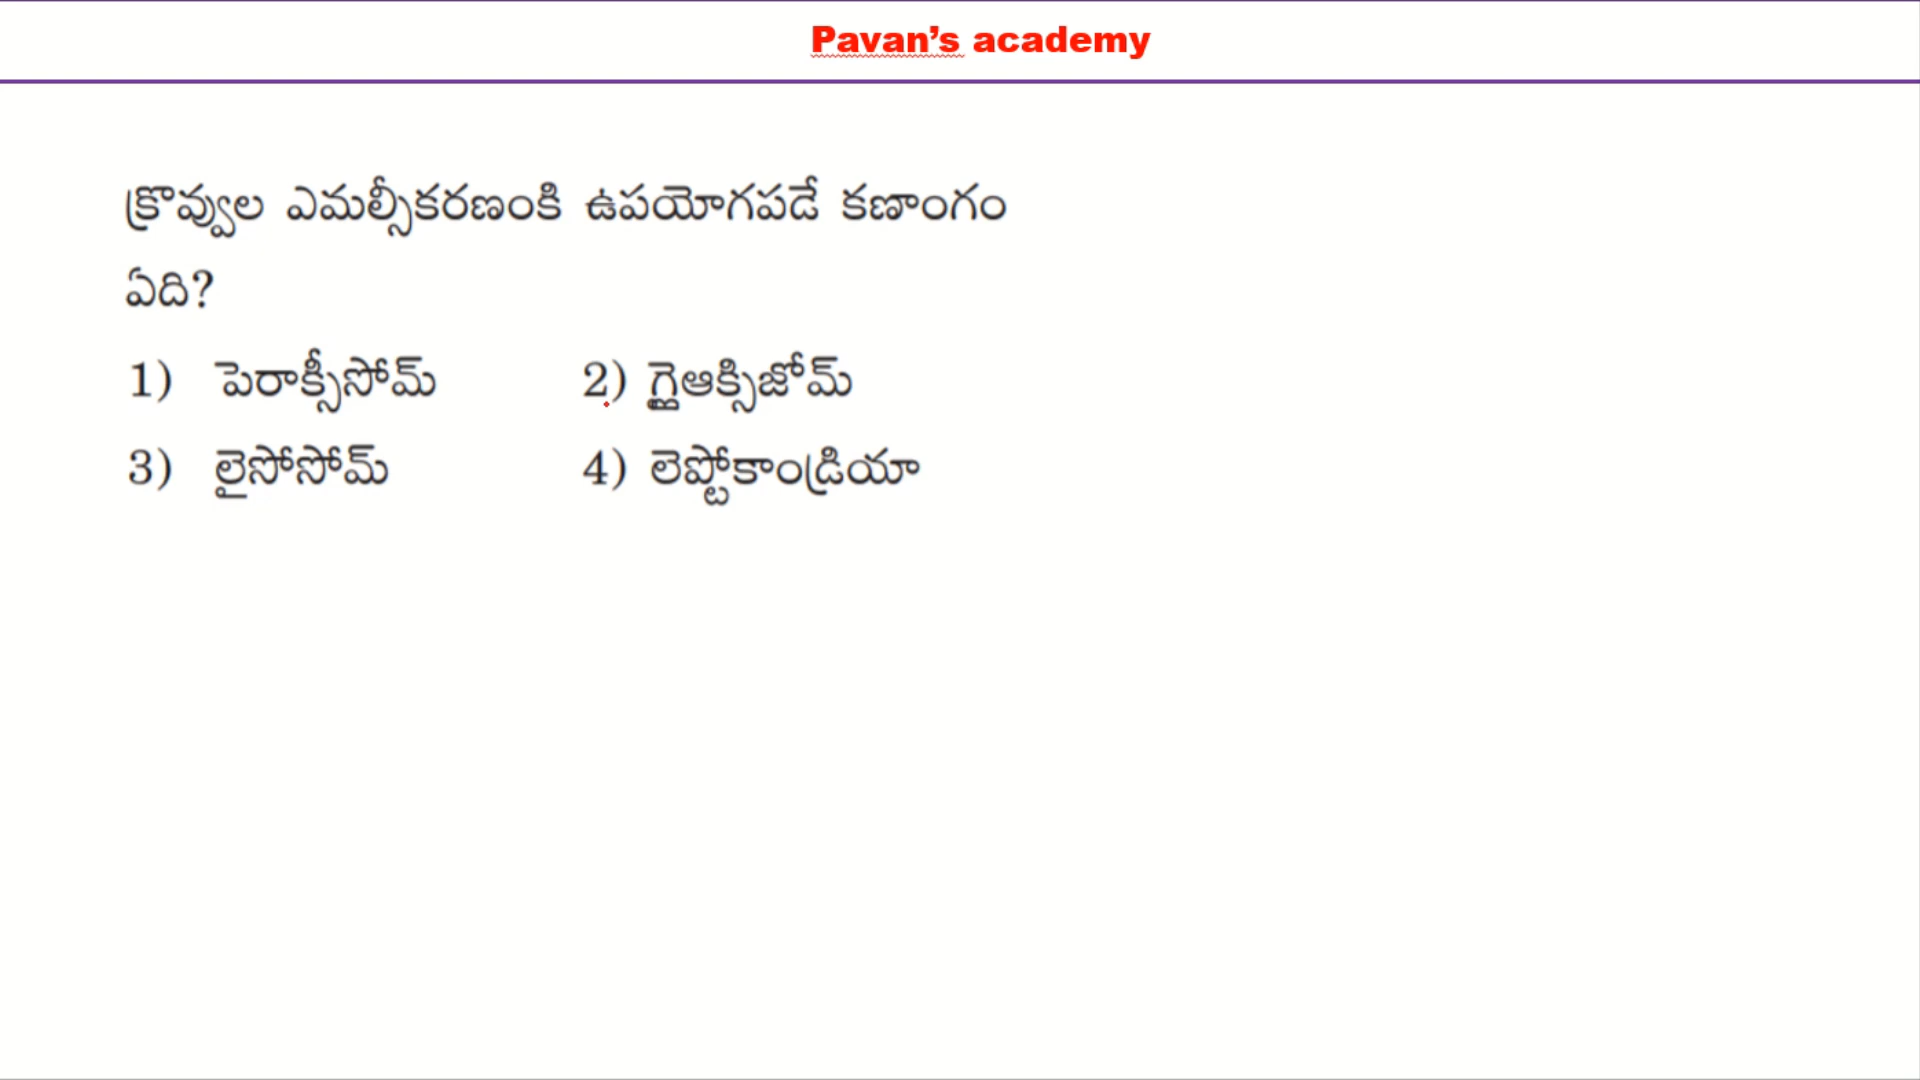 Pavan’s academy
క్రొవ్వుల ఎమల్సీకరణంకి ఉపయోగపడే కణాంగం
ఏది?
1) పెరాక్సీసోమ్ 2) గ్లైఆక్సిజోమ్
3) లైసోసోమ్ 4) లెప్టోకాండ్రియా